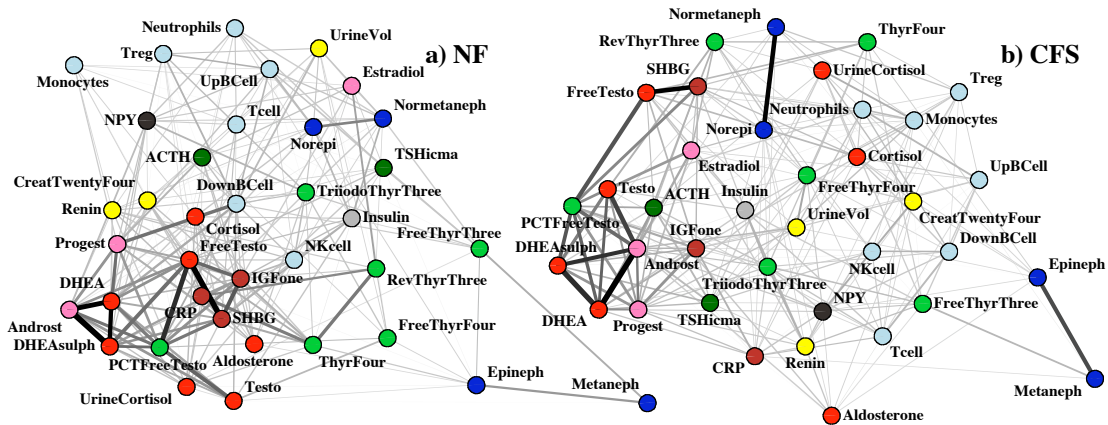 Neutrophils
UrineVol
a) NF
Treg
Monocytes
UpBCell
Estradiol
Normetaneph
NPY
Tcell
Norepi
ACTH
TSHicma
CreatTwentyFour
DownBCell
TriiodoThyrThree
Renin
Cortisol
Insulin
Progest
FreeTesto
NKcell
FreeThyrThree
DHEA
IGFone
RevThyrThree
CRP
SHBG
Androst
FreeThyrFour
DHEAsulph
PCTFreeTesto
Aldosterone
ThyrFour
UrineCortisol
Testo
Epineph
Metaneph
Normetaneph
RevThyrThree
ThyrFour
b) CFS
SHBG
UrineCortisol
FreeTesto
Treg
Neutrophils
Monocytes
Norepi
Estradiol
Cortisol
UpBCell
Testo
ACTH
Insulin
FreeThyrFour
PCTFreeTesto
UrineVol
CreatTwentyFour
DHEAsulph
IGFone
DownBCell
Androst
NKcell
Epineph
TriiodoThyrThree
NPY
FreeThyrThree
DHEA
Progest
TSHicma
CRP
Renin
Tcell
Metaneph
Aldosterone